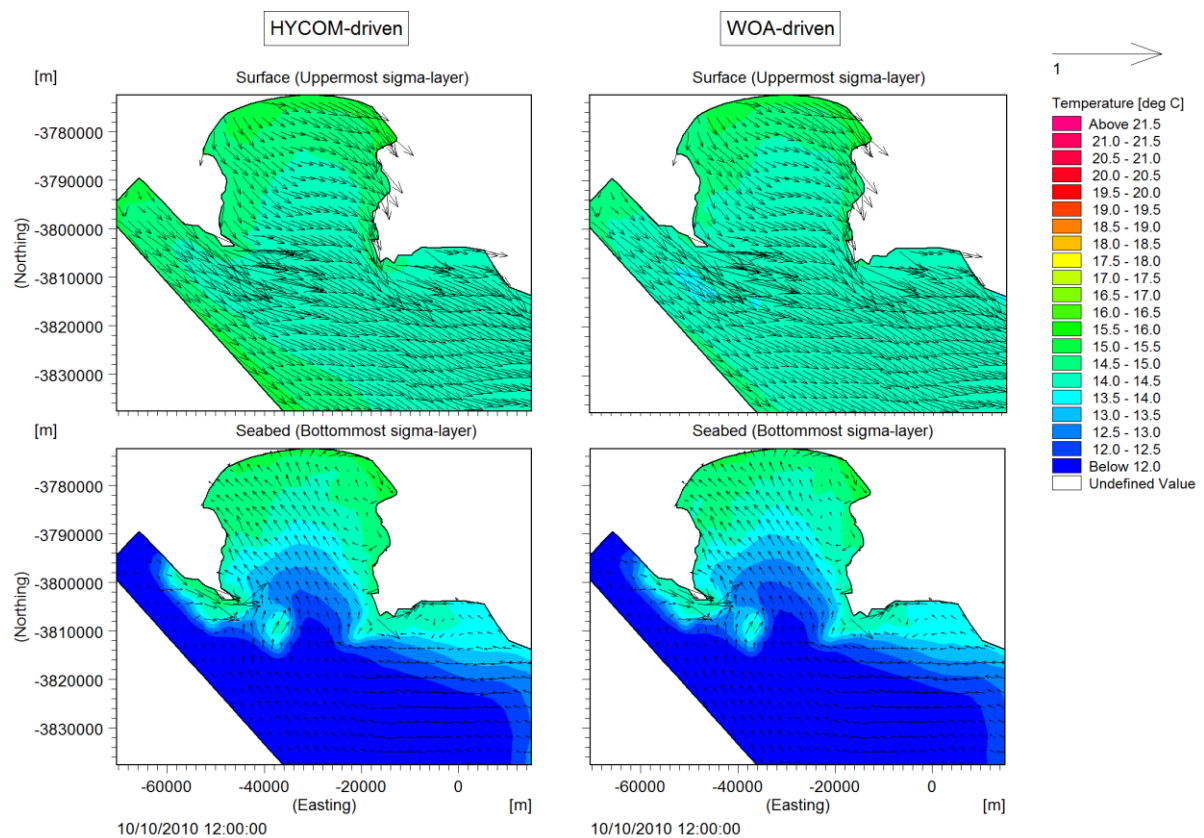 HYCOM-driven
WOA-driven
[m]
Surface (Uppermost sigma-layer)
Surface (Uppermost sigma-layer)
1
-3780000
-3790000
-3800000
-3810000
-3820000
-3830000
(Northing)
Temperature [deg C]
Above 21.5
21.0 - 21.5
20.5 - 21.0
20.0 - 20.5
19.5 - 20.0
19.0 - 19.5
18.5 - 19.0
18.0 - 18.5
17.5 - 18.0
17.0 - 17.5
16.5 - 17.0
16.0 - 16.5
15.5 - 16.0
15.0 - 15.5
14.5 - 15.0
14.0 - 14.5
13.5 - 14.0
13.0 - 13.5
12.5 - 13.0
12.0 - 12.5
Below 12.0
Undefined Value
[m]
Seabed (Bottommost sigma-layer)
Seabed (Bottommost sigma-layer)
-3780000
-3790000
-3800000
-3810000
-3820000
-3830000
(Northing)
-60000 -40000 -20000 0
(Easting) [m]
-60000 -40000 -20000 0
(Easting) [m]
10/10/2010 12:00:00
10/10/2010 12:00:00